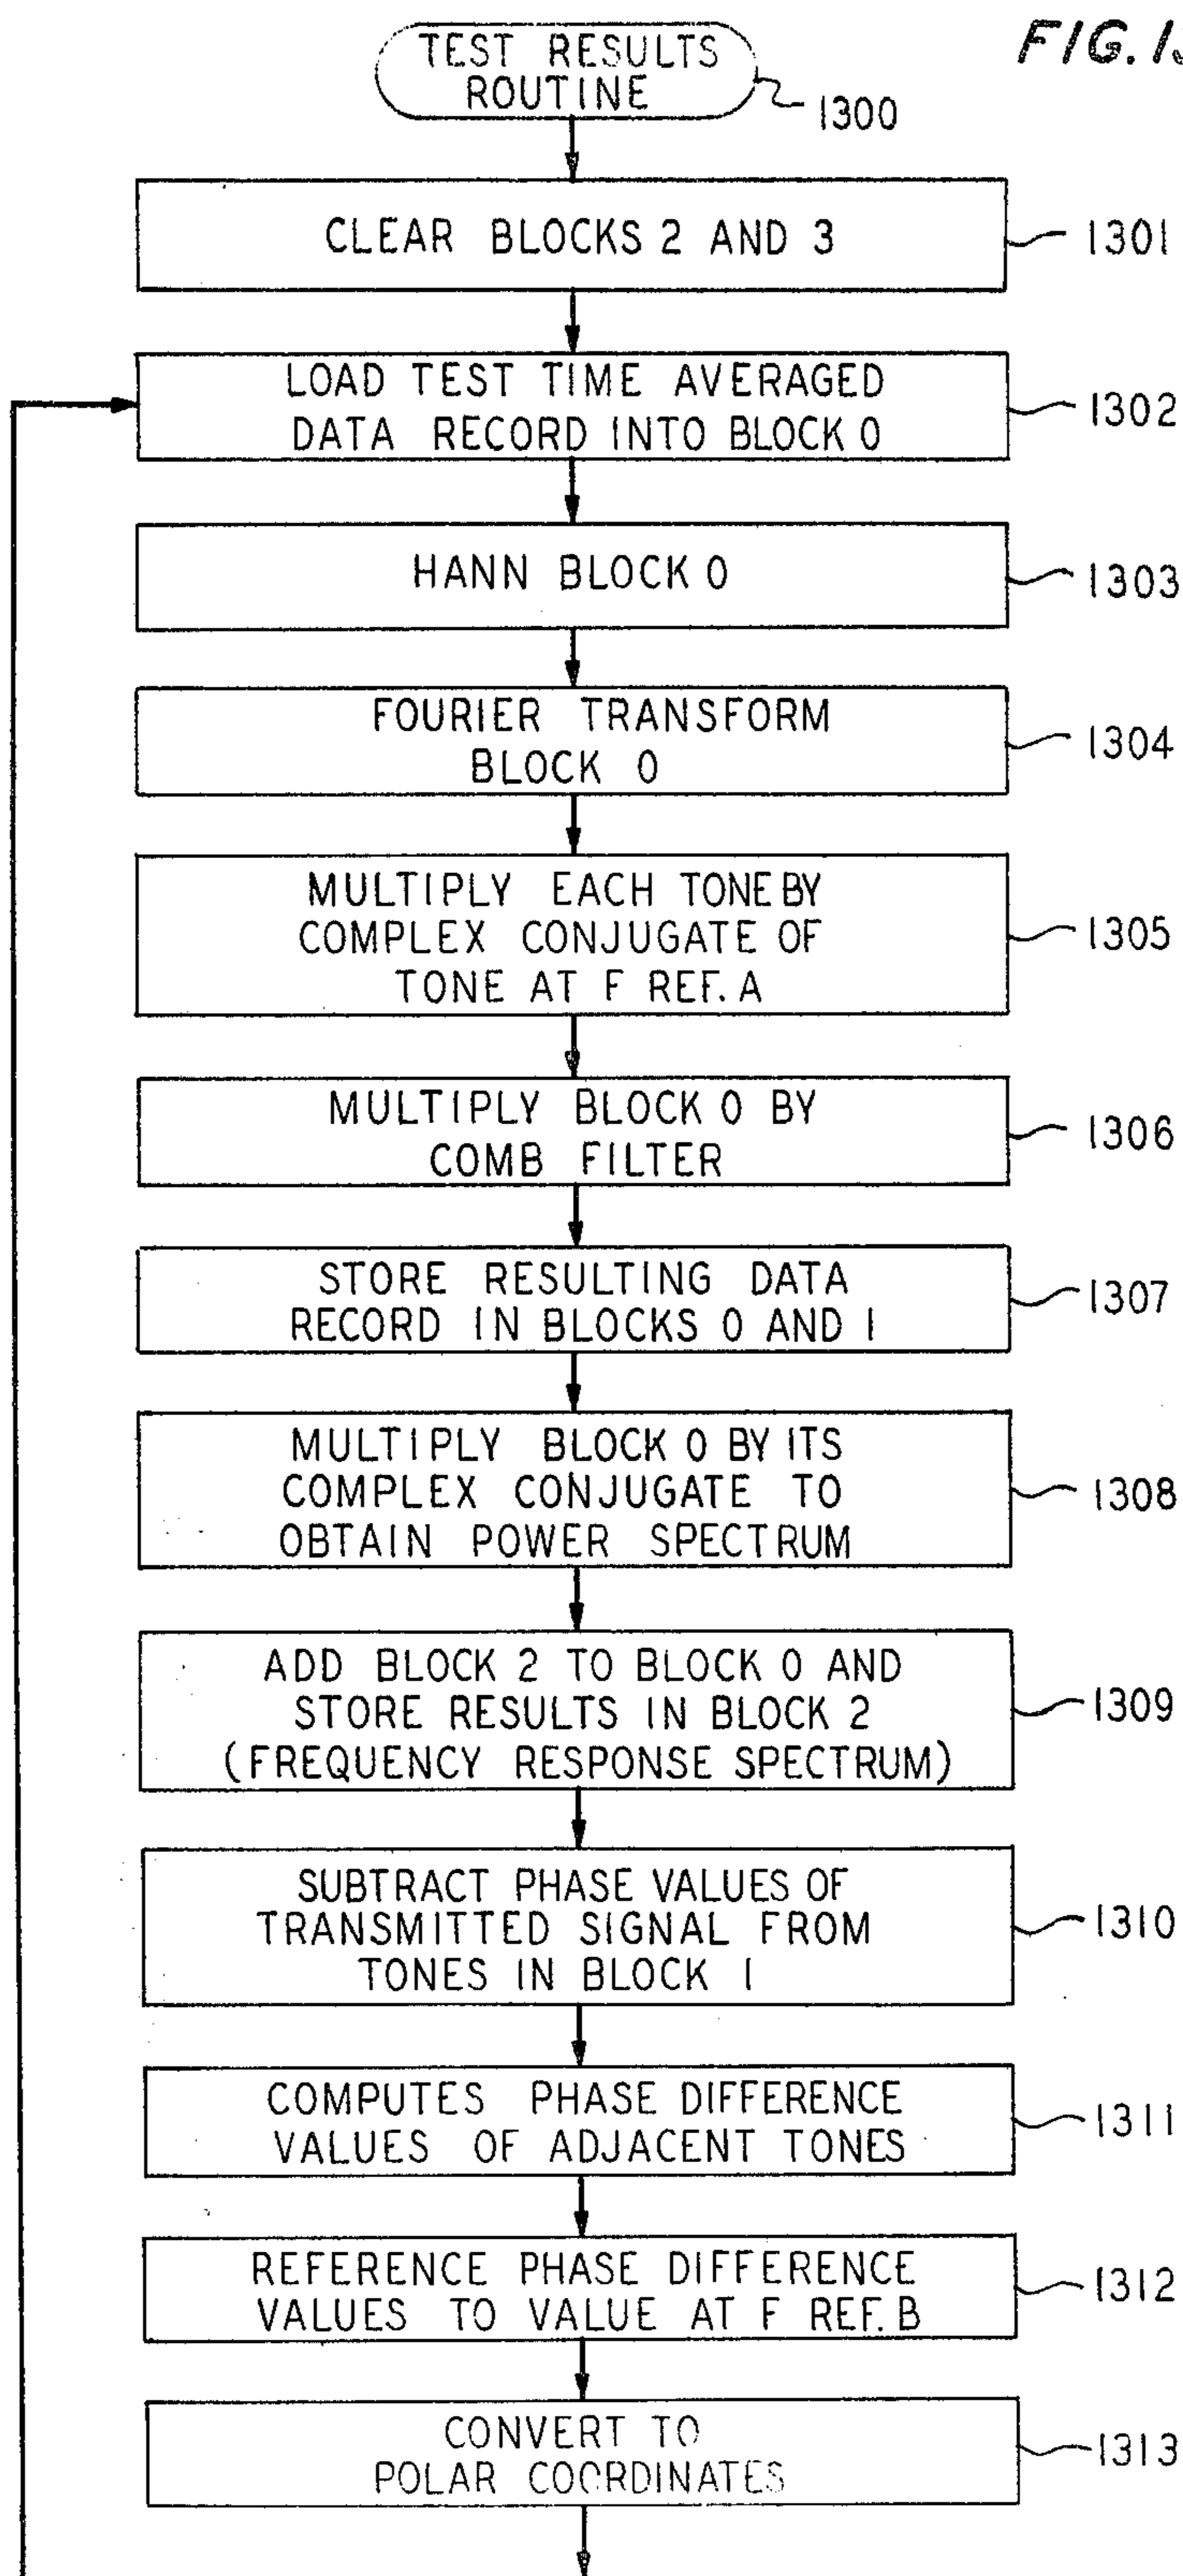 FIG. 13
TEST RESULTS
ROUTINE
1300
CLEAR BLOCKS 2 AND 3
1301
LOAD TEST TIME AVERAGED
DATA RECORD INTO BLOCK 0
1302
HANN BLOCK 0
1303
FOURIER TRANSFORM
BLOCK 0
1304
MULTIPLY EACH TONE BY
COMPLEX CONJUGATE OF
TONE AT F REF. A
1305
MULTIPLY BLOCK 0 BY
COMB FILTER
1306
STORE RESULTING DATA
RECORD IN BLOCKS 0 AND 1
1307
MULTIPLY BLOCK 0 BY ITS
COMPLEX CONJUGATE TO
OBTAIN POWER SPECTRUM
1308
ADD BLOCK 2 TO BLOCK 0 AND
STORE RESULTS IN BLOCK 2
(FREQUENCY RESPONSE SPECTRUM)
1309
SUBTRACT PHASE VALUES OF
TRANSMITTED SIGNAL FROM
TONES IN BLOCK 1
1310
COMPUTES PHASE DIFFERENCE
VALUES OF ADJACENT TONES
1311
REFERENCE PHASE DIFFERENCE
VALUES TO VALUE AT F REF. B
1312
CONVERT TO
POLAR COORDINATES
1313